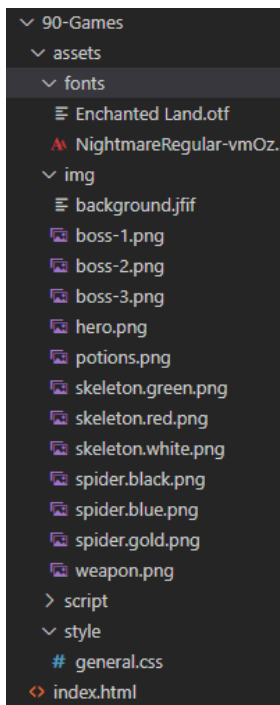 90-Games
assets
fonts
Enchanted Land.otf
NightmareRegular-vmOz.
img
background.jfif
boss-1.png
boss-2.png
boss-3.png
hero.png
potions.png
skeleton.green.png
skeleton.red.png
skeleton.white.png
spider.black.png
spider.blue.png
spider.gold.png
weapon.png
script
style
# general.css
<> index.html